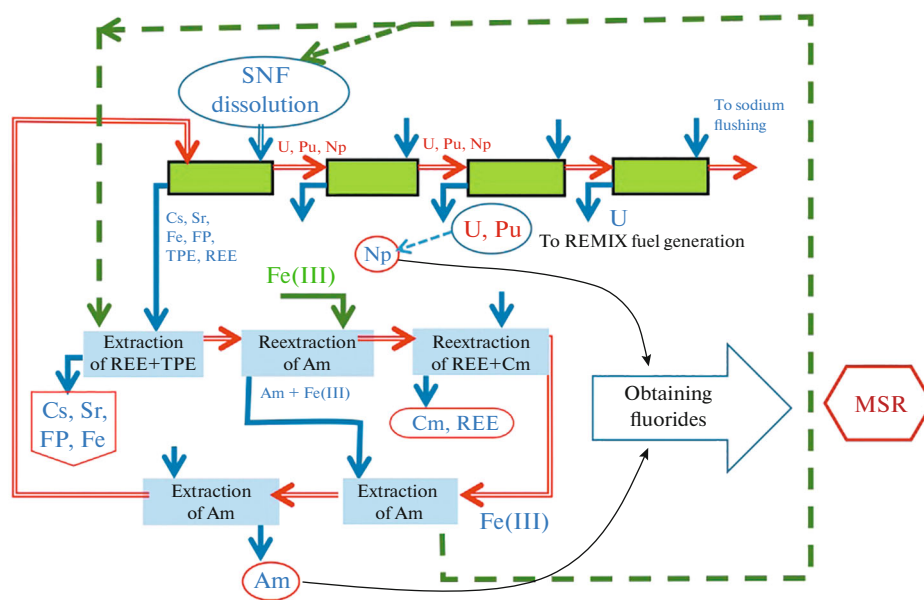 SNF
dissolution
To sodium
flushing
U, Pu, Np
U, Pu, Np
Cs, Sr,
Fe, FP,
TPE, REE
U, Pu
U
To REMIX fuel generation
Np
Fe(III)
Extraction
of REE+TPE
Reextraction
of Am
Reextraction
of REE+Cm
Am + Fe(III)
Cs, Sr,
FP, Fe
Cm, REE
Obtaining
fluorides
MSR
Extraction
of Am
Extraction
of Am
Fe(III)
Am